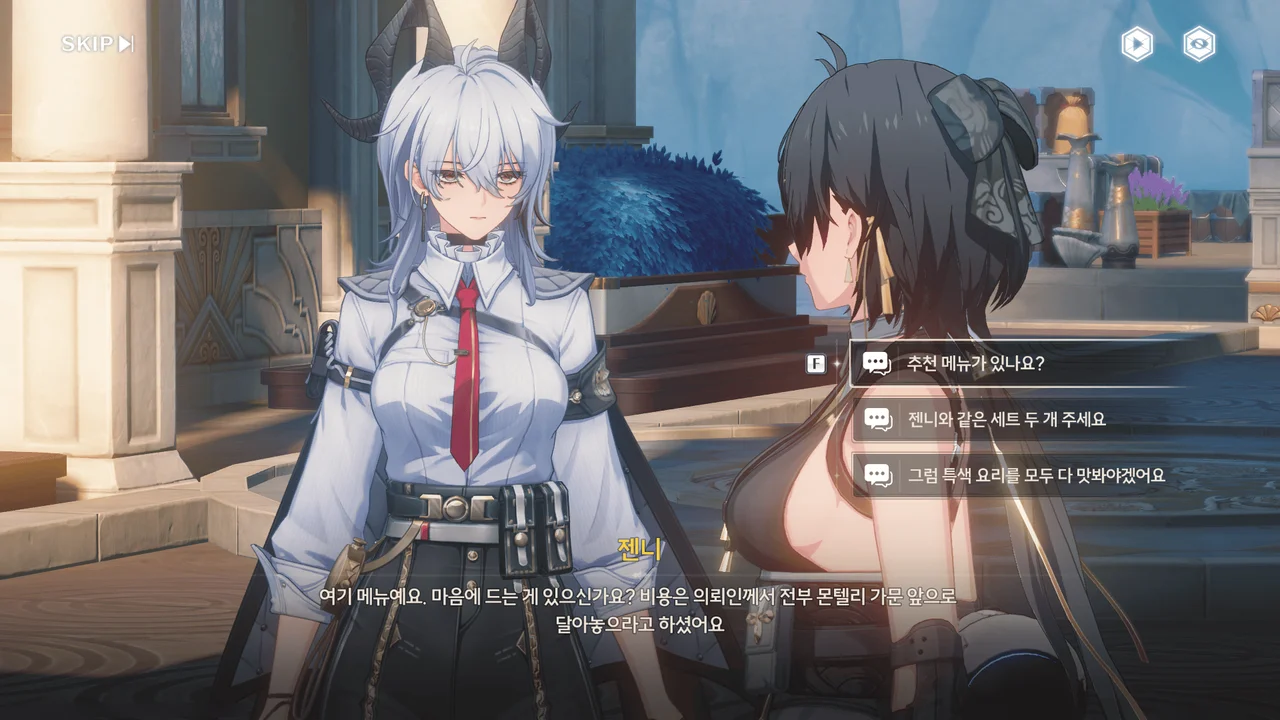 SKIP
F
추천 메뉴가 있나요?
젠니와 같은 세트 두 개 주세요
그럼 특색 요리를 모두 다 맛봐야겠어요
젠니
여기 메뉴예요. 마음에 드는 게 있으신가요? 비용은 의뢰인께서 전부 몬텔리 가문 앞으로
달아놓으라고 하셨어요